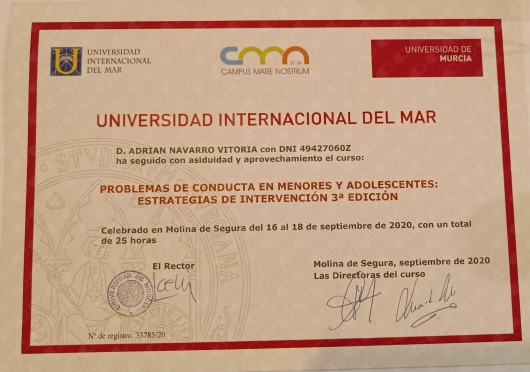 UNIVERSIDAD
INTERNACIONAL
DEL MAR
cmn
CAMPUS MARE NOSTRUM
UNIVERSIDAD DE
MURCIA
UNIVERSIDAD INTERNACIONAL DEL MAR
D. ADRIAN NAVARRO VITORIA con DNI 49427060Z
ha seguido con asiduidad y aprovechamiento el curso:
PROBLEMAS DE CONDUCTA EN MENORES Y ADOLESCENTES:
ESTRATEGIAS DE INTERVENCIÓN 3ª EDICIÓN
Celebrado en Molina de Segura del 16 al 18 de septiembre de 2020, con un total
de 25 horas
El Rector
Molina de Segura, septiembre de 2020
Las Directoras del curso
Nº de registro: 33785/20